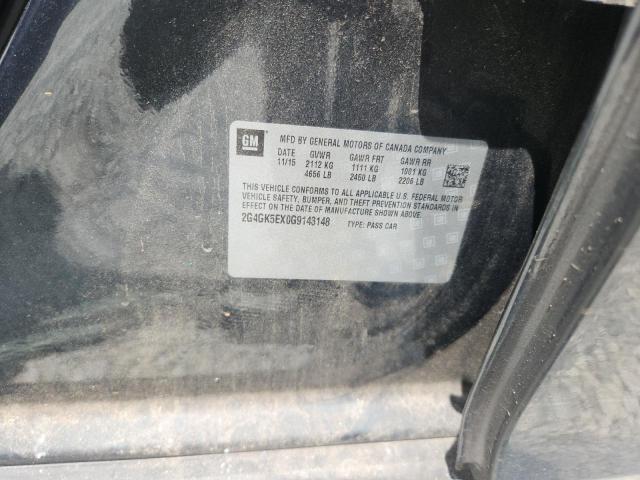 GM
MFD BY GENERAL MOTORS OF CANADA COMPANY
DATE GVWR GAWR FRT GAWR RR
11/15 2112 KG 1111 KG 1001 KG
4656 LB 2450 LB 2206 LB
THIS VEHICLE CONFORMS TO ALL APPLICABLE U.S. FEDERAL MOTOR
VEHICLE SAFETY, BUMPER, AND THEFT PREVENTION STANDARDS IN
EFFECT ON THE DATE OF MANUFACTURE SHOWN ABOVE.
2G4GK5EX0G9143148 TYPE: PASS CAR